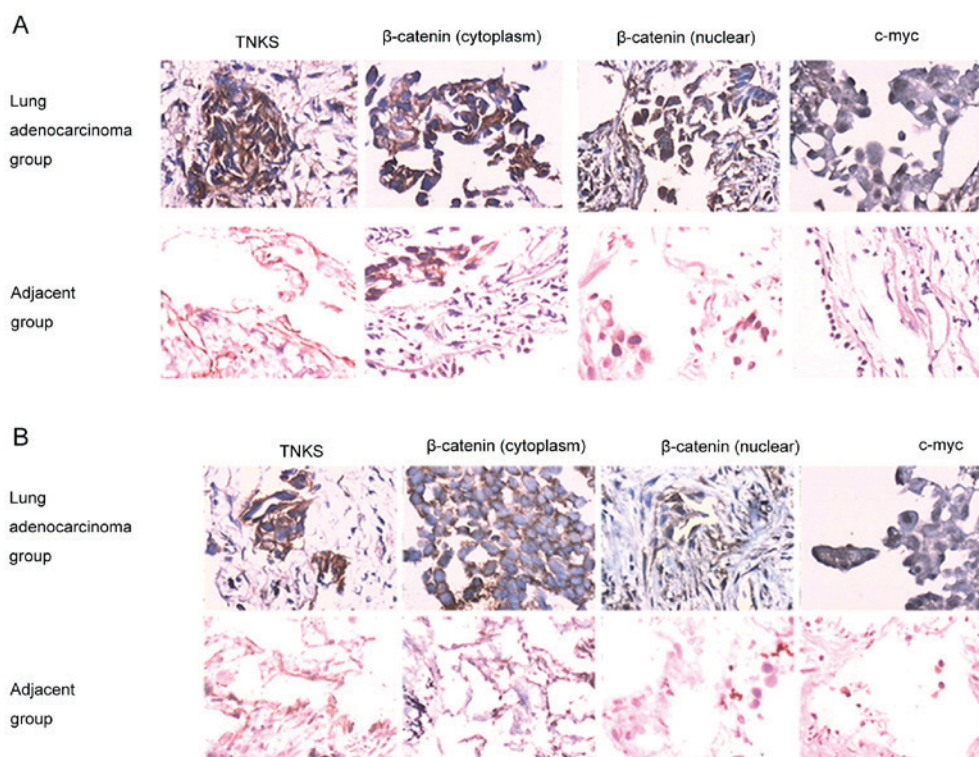 A
TNKS
β-catenin (cytoplasm)
β-catenin (nuclear)
c-myc
Lung
adenocarcinoma
group
Adjacent
group
B
TNKS
β-catenin (cytoplasm)
β-catenin (nuclear)
c-myc
Lung
adenocarcinoma
group
Adjacent
group